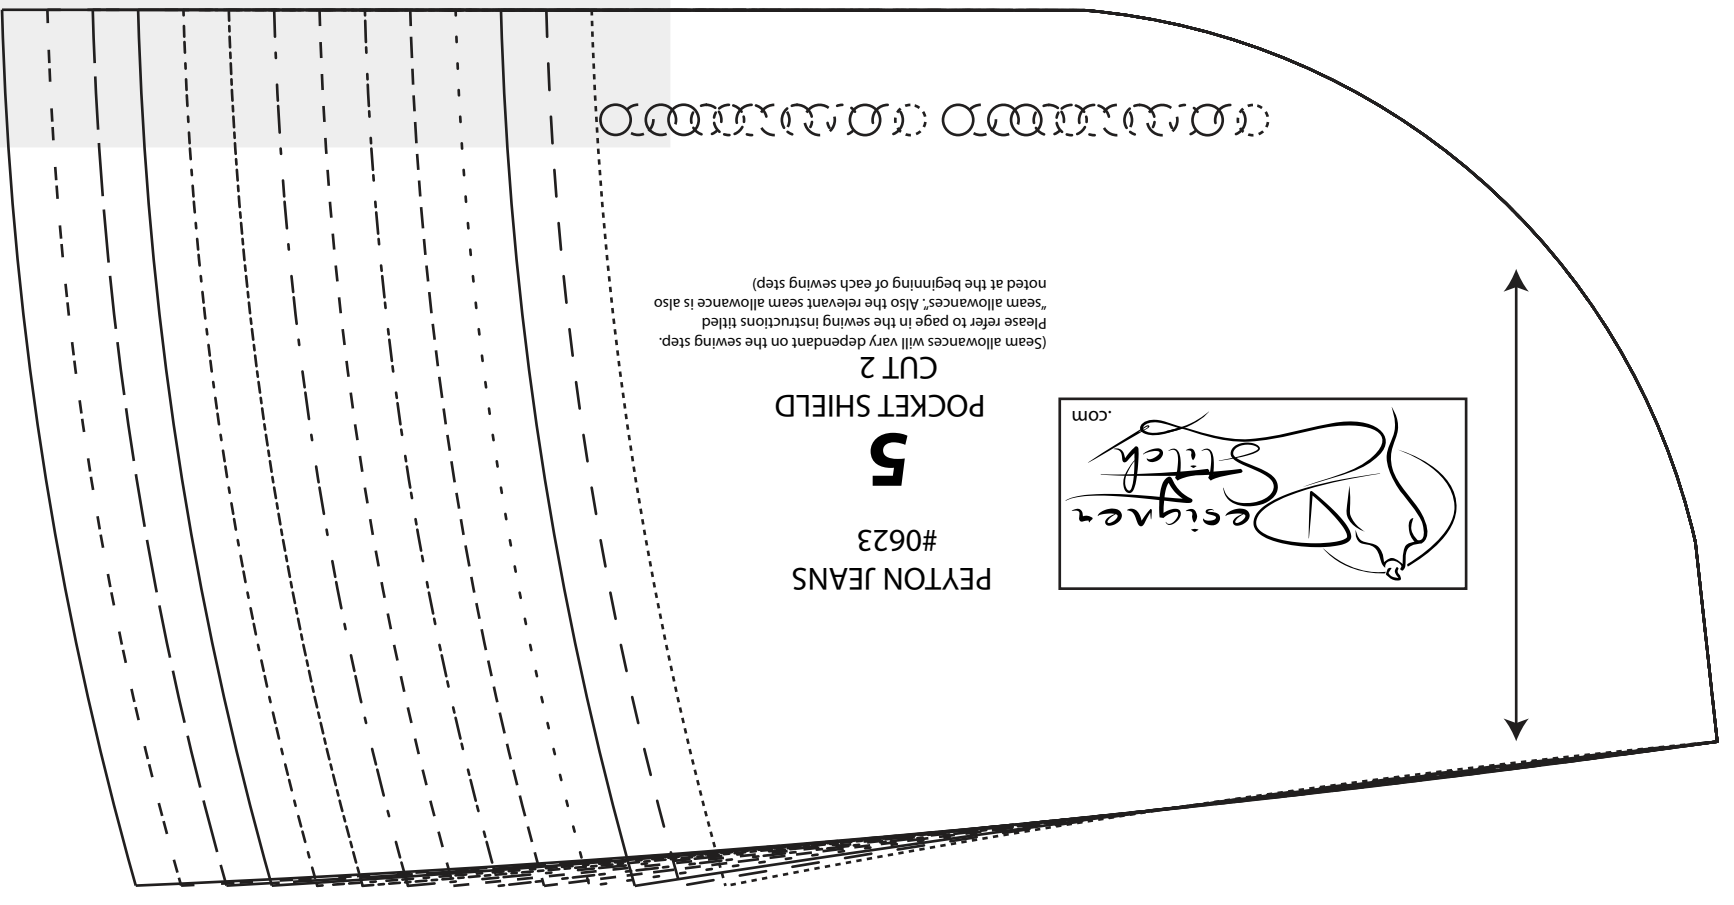 PEYTON JEANS
#0623
5
POCKET SHIELD
CUT 2
(Seam allowances will vary dependant on the sewing step.
Please refer to page in the sewing instructions titled
“seam allowances”. Also the relevant seam allowance is also
noted at the beginning of each sewing step)
Designer
Stitch
.com